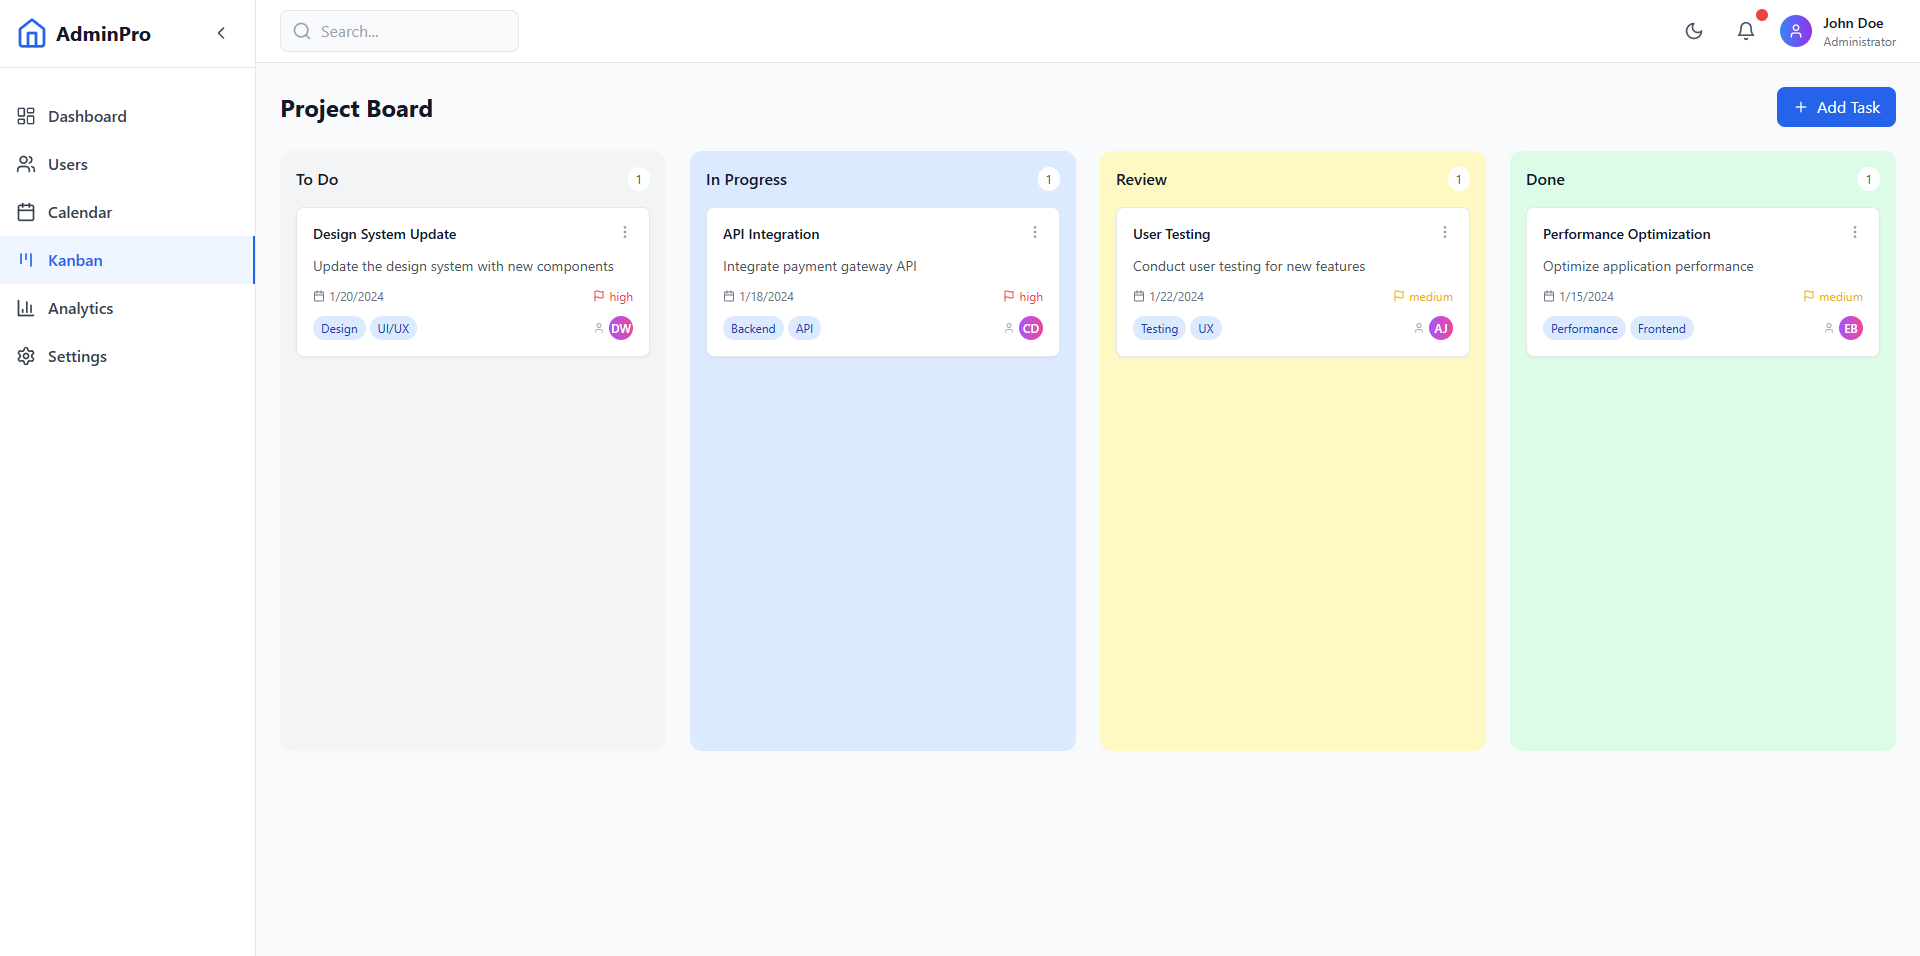 AdminPro
Search...
John Doe
Administrator
Dashboard
Users
Calendar
Kanban
Analytics
Settings
Project Board
Add Task
To Do
1
Design System Update
Update the design system with new components
1/20/2024
high
Design
UI/UX
DW
In Progress
1
API Integration
Integrate payment gateway API
1/18/2024
high
Backend
API
CD
Review
1
User Testing
Conduct user testing for new features
1/22/2024
medium
Testing
UX
AJ
Done
1
Performance Optimization
Optimize application performance
1/15/2024
medium
Performance
Frontend
EB